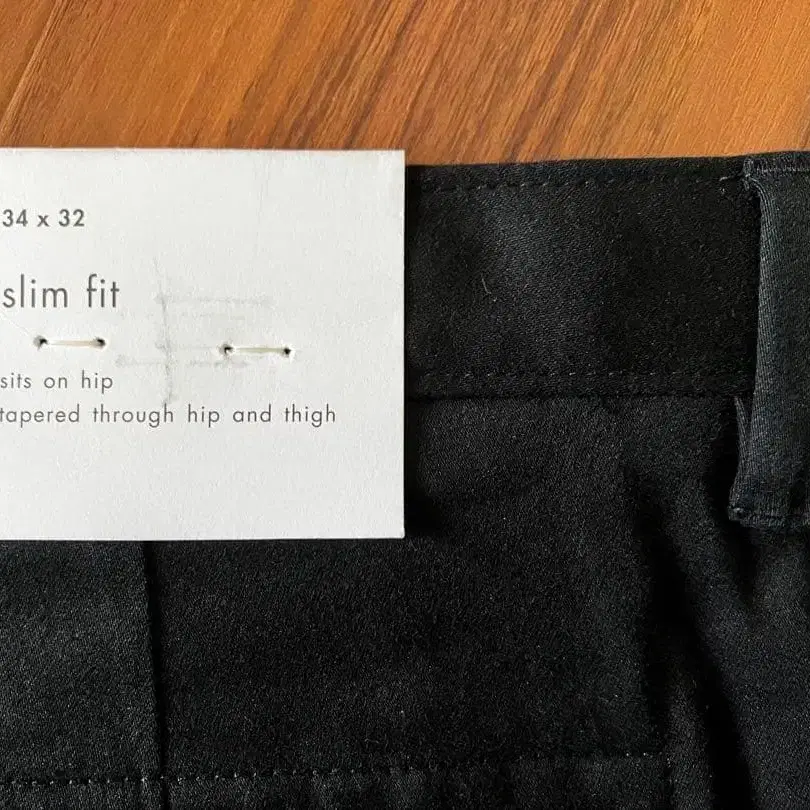 34 x 32
slim fit
sits on hip
tapered through hip and thigh